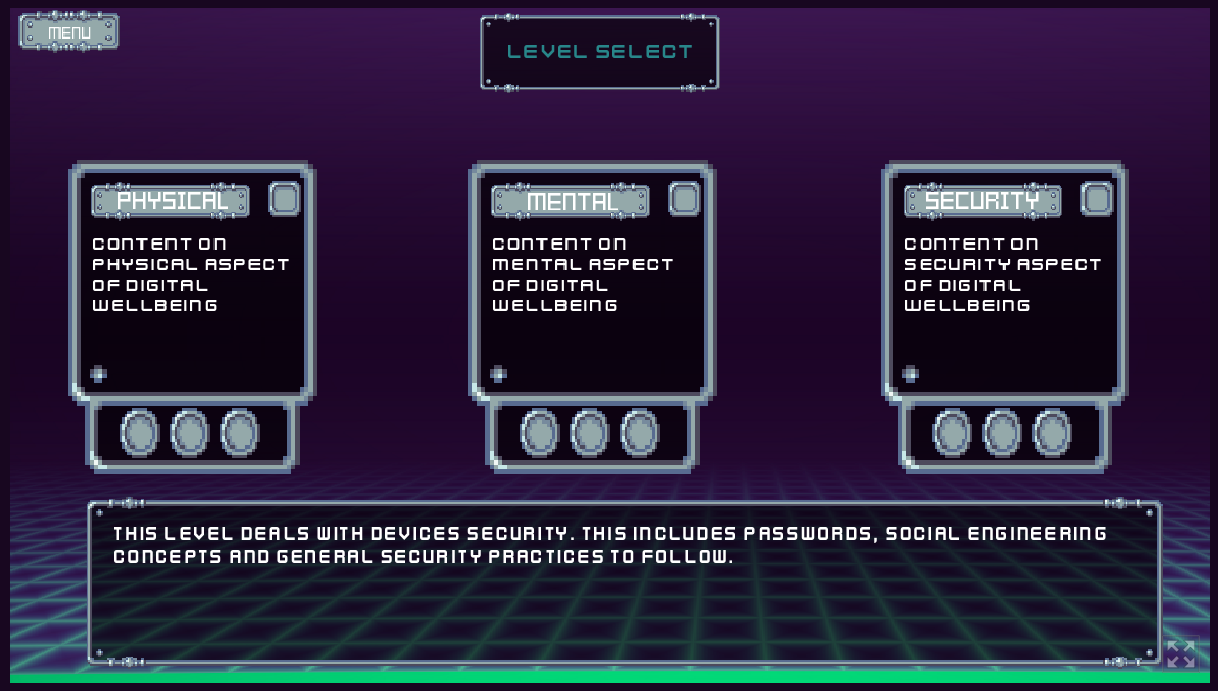 MENU
LEVEL SELECT
PHYSICAL
CONTENT ON
PHYSICAL ASPECT
OF DIGITAL
WELLBEING
MENTAL
CONTENT ON
MENTAL ASPECT
OF DIGITAL
WELLBEING
SECURITY
CONTENT ON
SECURITY ASPECT
OF DIGITAL
WELLBEING
THIS LEVEL DEALS WITH DEVICES SECURITY. THIS INCLUDES PASSWORDS, SOCIAL ENGINEERING
CONCEPTS AND GENERAL SECURITY PRACTICES TO FOLLOW.